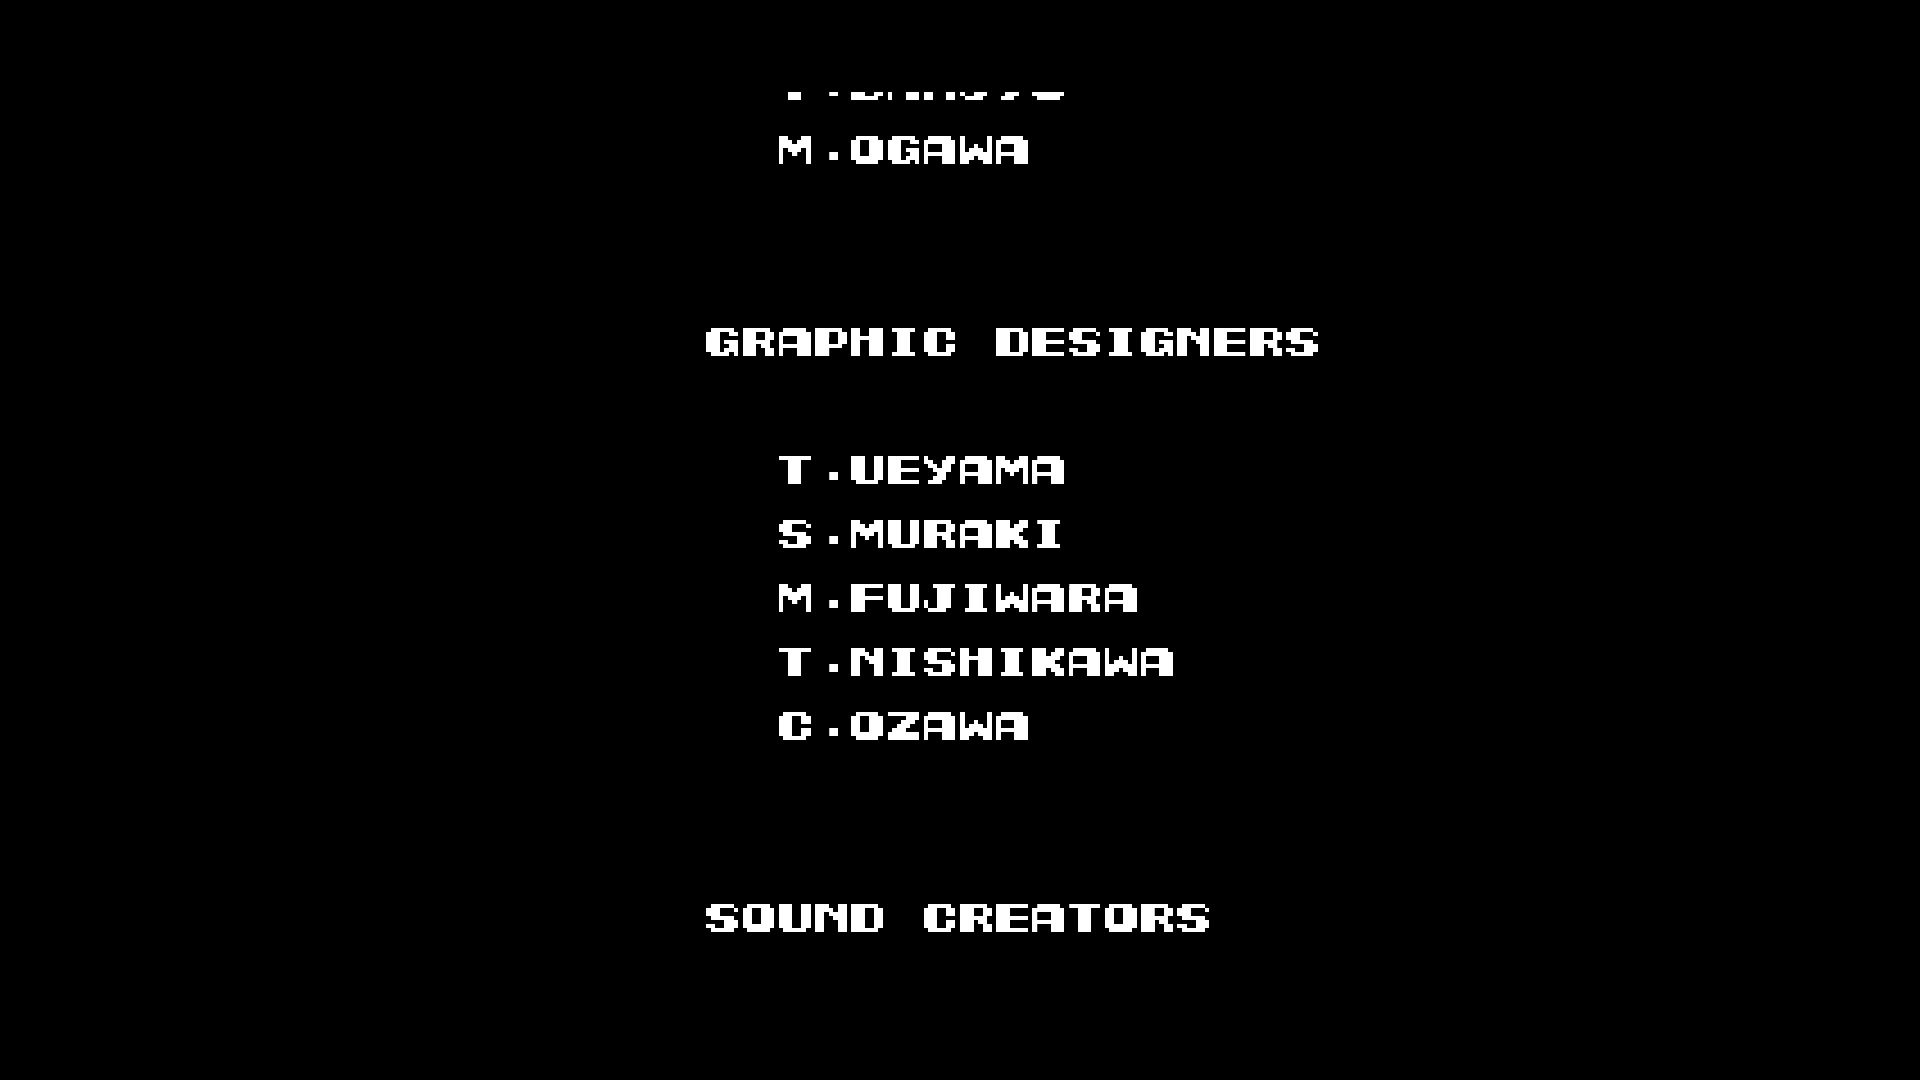 M.OGAWA
GRAPHIC DESIGNERS
T.UEYAMA
S.MURAKI
M.FUJIWARA
T.NISHIKAWA
C.OZAWA
SOUND CREATORS